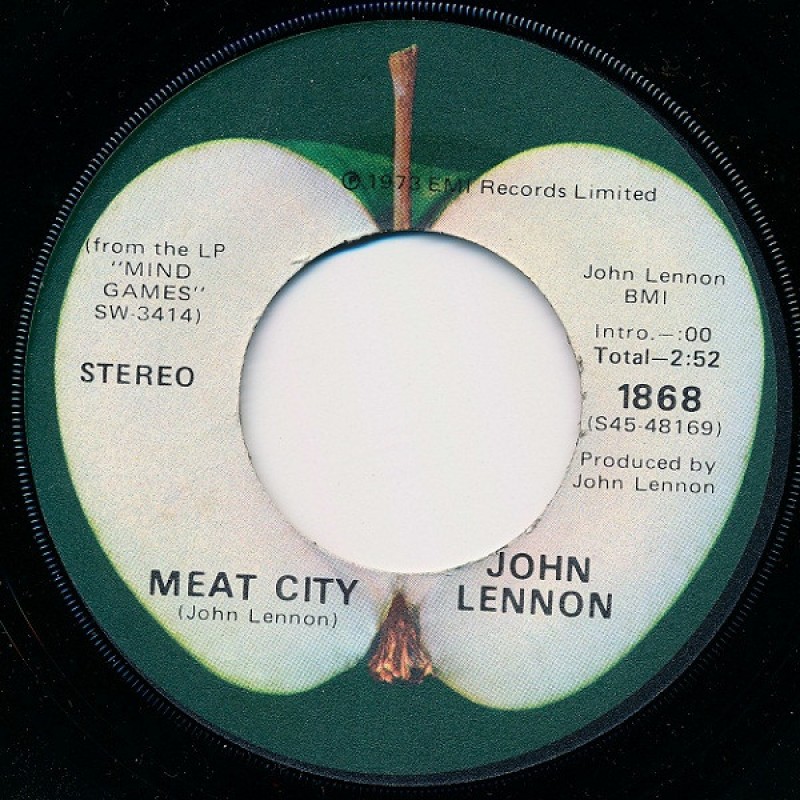 ℗ 1973 EMI Records Limited
(from the LP
"MIND
GAMES"
SW-3414)
STEREO
John Lennon
BMI
Intro.—:00
Total—2:52
1868
(S45-48169)
Produced by
John Lennon
MEAT CITY
(John Lennon)
JOHN
LENNON